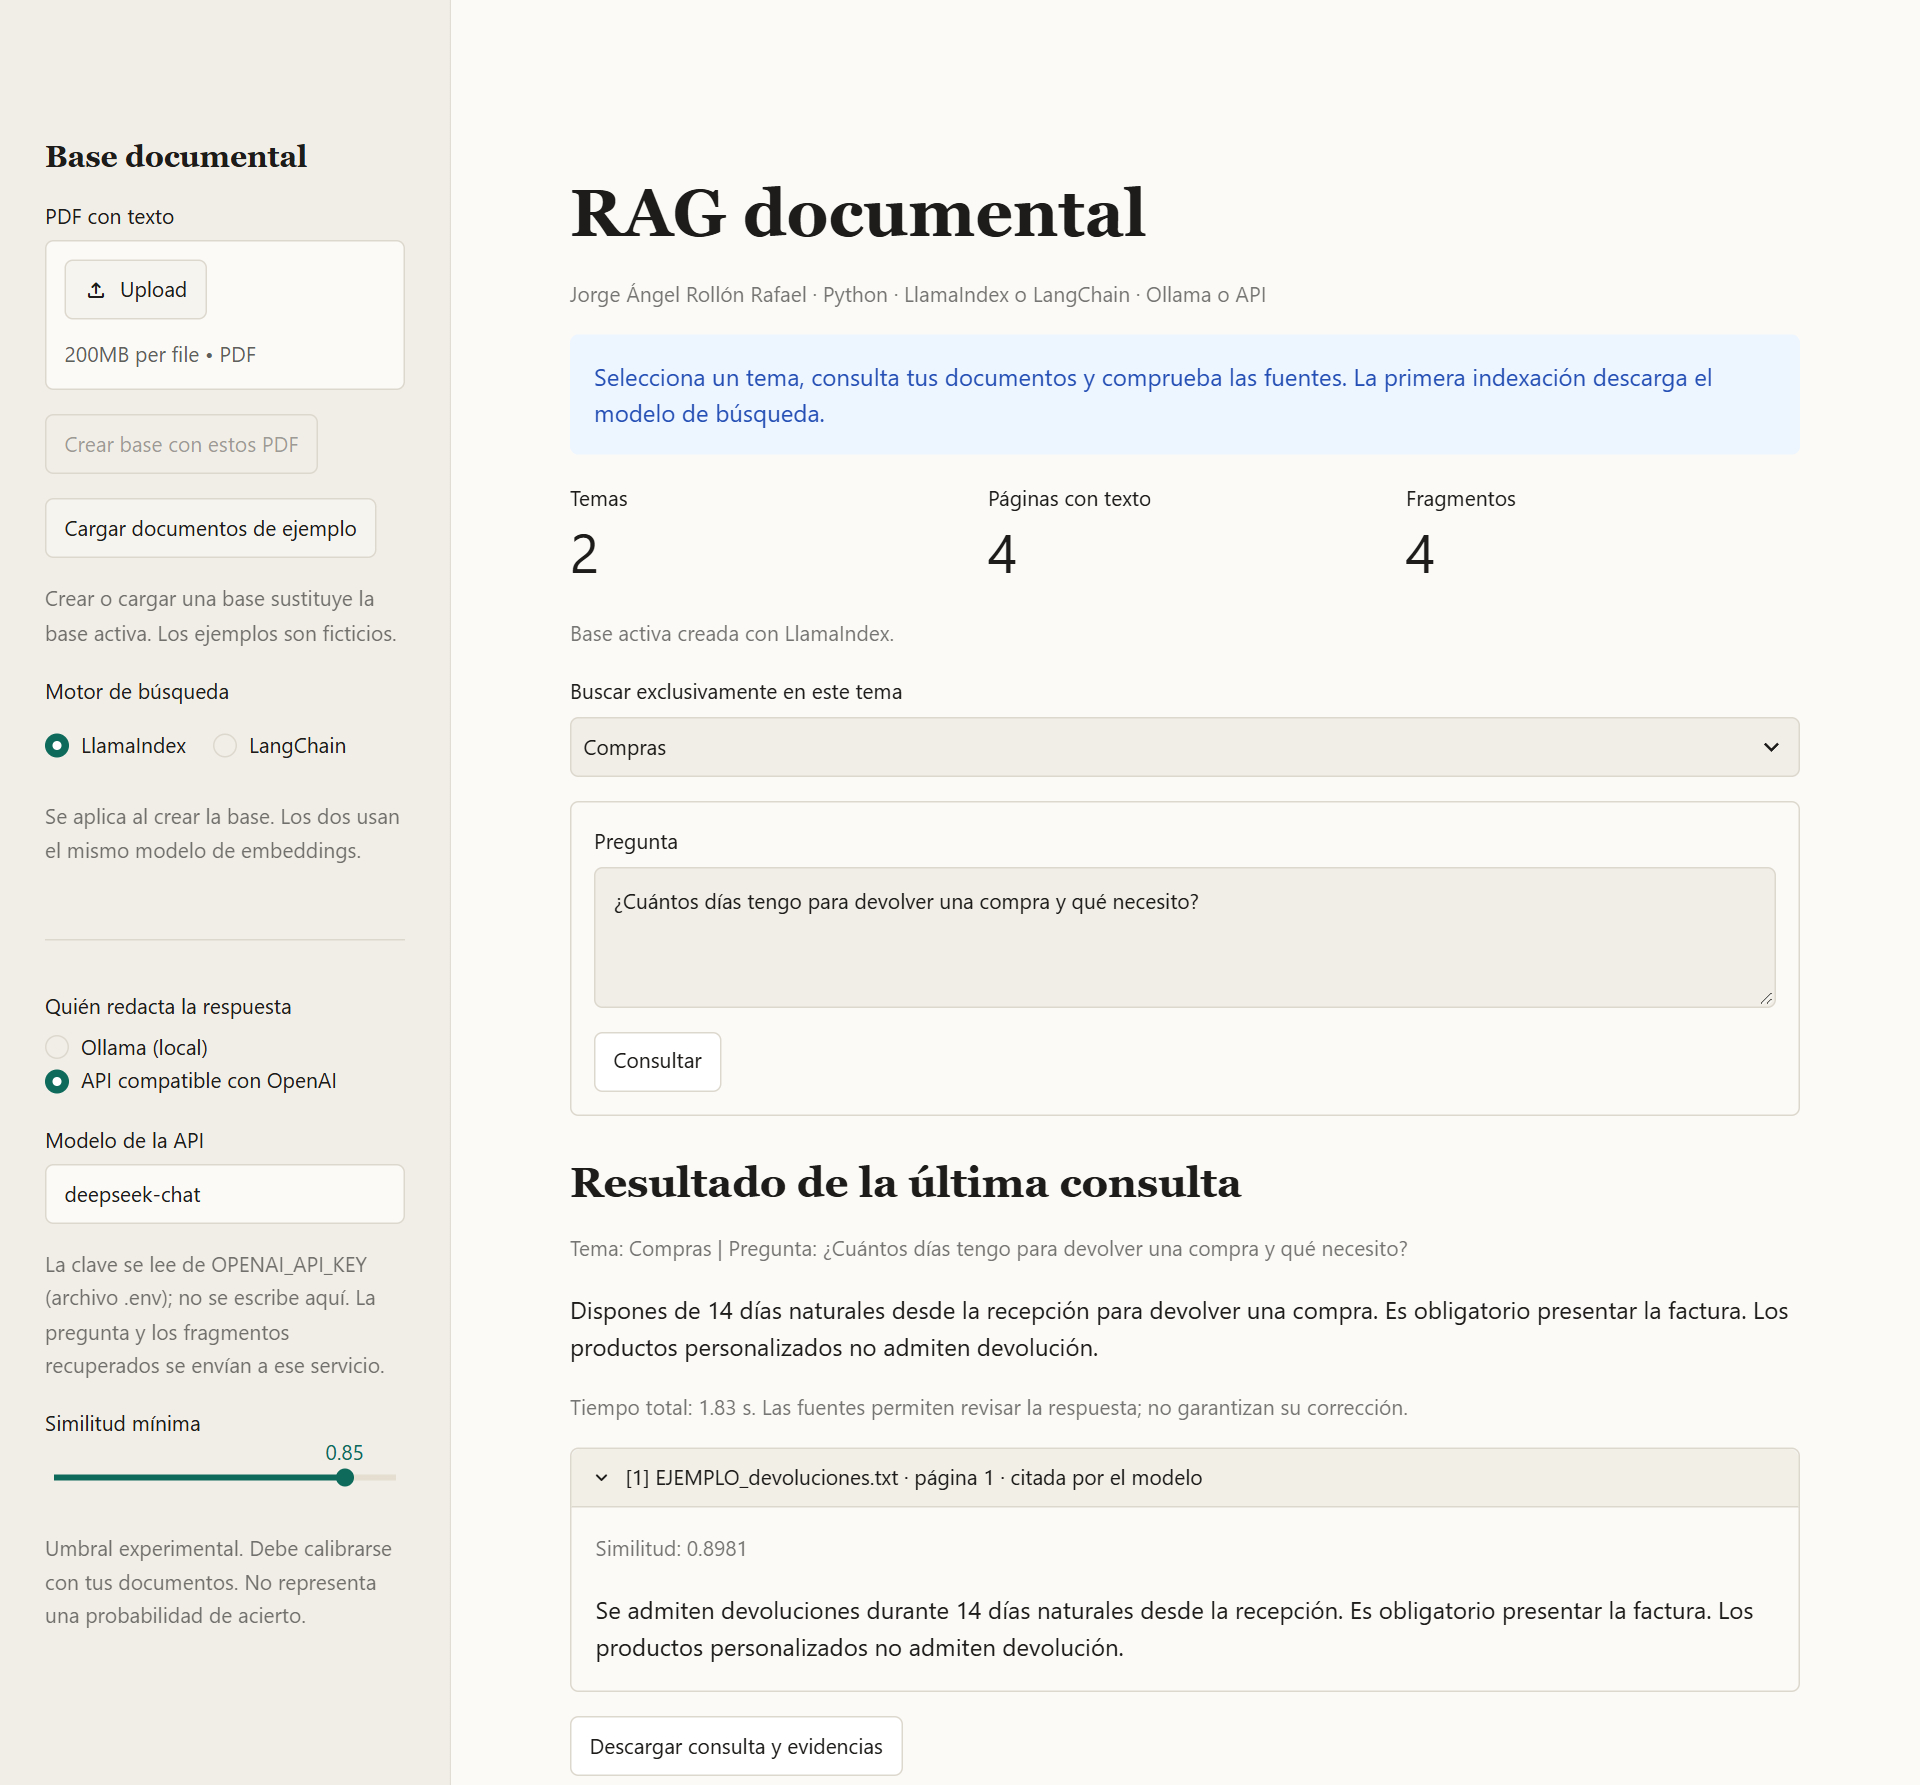 Base documental
PDF con texto
Upload
200MB per file • PDF
Crear base con estos PDF
Cargar documentos de ejemplo
Crear o cargar una base sustituye la
base activa. Los ejemplos son ficticios.
Motor de búsqueda
LlamaIndex
LangChain
Se aplica al crear la base. Los dos usan
el mismo modelo de embeddings.
Quién redacta la respuesta
Ollama (local)
API compatible con OpenAI
Modelo de la API
deepseek-chat
La clave se lee de OPENAI_API_KEY
(archivo .env); no se escribe aquí. La
pregunta y los fragmentos
recuperados se envían a ese servicio.
Similitud mínima
0.85
Umbral experimental. Debe calibrarse
con tus documentos. No representa
una probabilidad de acierto.
RAG documental
Jorge Ángel Rollón Rafael · Python · LlamaIndex o LangChain · Ollama o API
Selecciona un tema, consulta tus documentos y comprueba las fuentes. La primera indexación descarga el
modelo de búsqueda.
Temas
2
Páginas con texto
4
Fragmentos
4
Base activa creada con LlamaIndex.
Buscar exclusivamente en este tema
Compras
Pregunta
¿Cuántos días tengo para devolver una compra y qué necesito?
Consultar
Resultado de la última consulta
Tema: Compras | Pregunta: ¿Cuántos días tengo para devolver una compra y qué necesito?
Dispones de 14 días naturales desde la recepción para devolver una compra. Es obligatorio presentar la factura. Los
productos personalizados no admiten devolución.
Tiempo total: 1.83 s. Las fuentes permiten revisar la respuesta; no garantizan su corrección.
[1] EJEMPLO_devoluciones.txt · página 1 · citada por el modelo
Similitud: 0.8981
Se admiten devoluciones durante 14 días naturales desde la recepción. Es obligatorio presentar la factura. Los
productos personalizados no admiten devolución.
Descargar consulta y evidencias